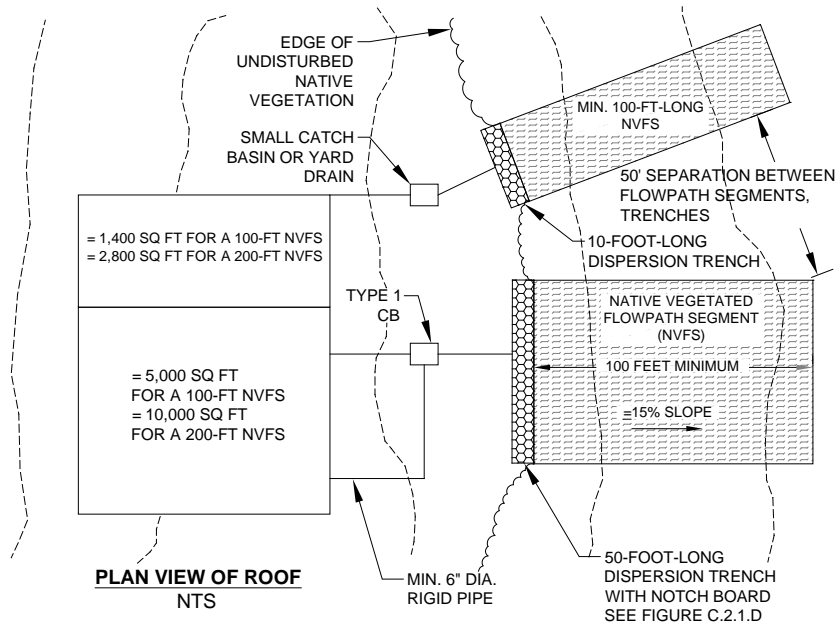 EDGE OF
UNDISTURBED
NATIVE
VEGETATION
MIN. 100-FT-LONG
NVFS
SMALL CATCH
BASIN OR YARD
DRAIN
50' SEPARATION BETWEEN
FLOWPATH SEGMENTS,
TRENCHES
= 1,400 SQ FT FOR A 100-FT NVFS
= 2,800 SQ FT FOR A 200-FT NVFS
10-FOOT-LONG
DISPERSION TRENCH
TYPE 1
CB
NATIVE VEGETATED
FLOWPATH SEGMENT
(NVFS)
= 5,000 SQ FT
FOR A 100-FT NVFS
= 10,000 SQ FT
FOR A 200-FT NVFS
100 FEET MINIMUM
=15% SLOPE
PLAN VIEW OF ROOF
NTS
MIN. 6" DIA.
RIGID PIPE
50-FOOT-LONG
DISPERSION TRENCH
WITH NOTCH BOARD
SEE FIGURE C.2.1.D